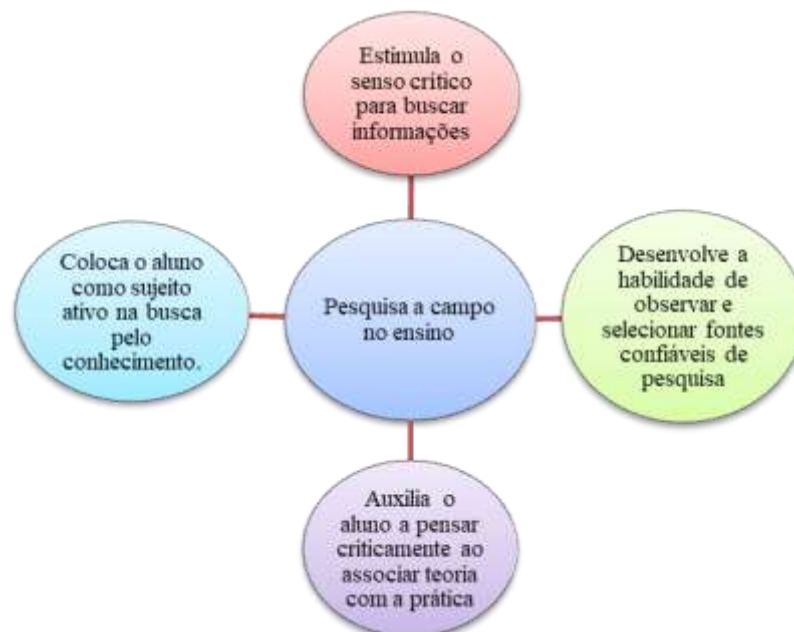 Estimula o
senso crítico
para buscar
informações
Coloca o aluno
como sujeito
ativo na busca
pelo
conhecimento.
Pesquisa a campo
no ensino
Desenvolve a
habilidade de
observar e
selecionar fontes
confiáveis de
pesquisa
Auxilia o
aluno a pensar
criticamente ao
associar teoria
com a prática